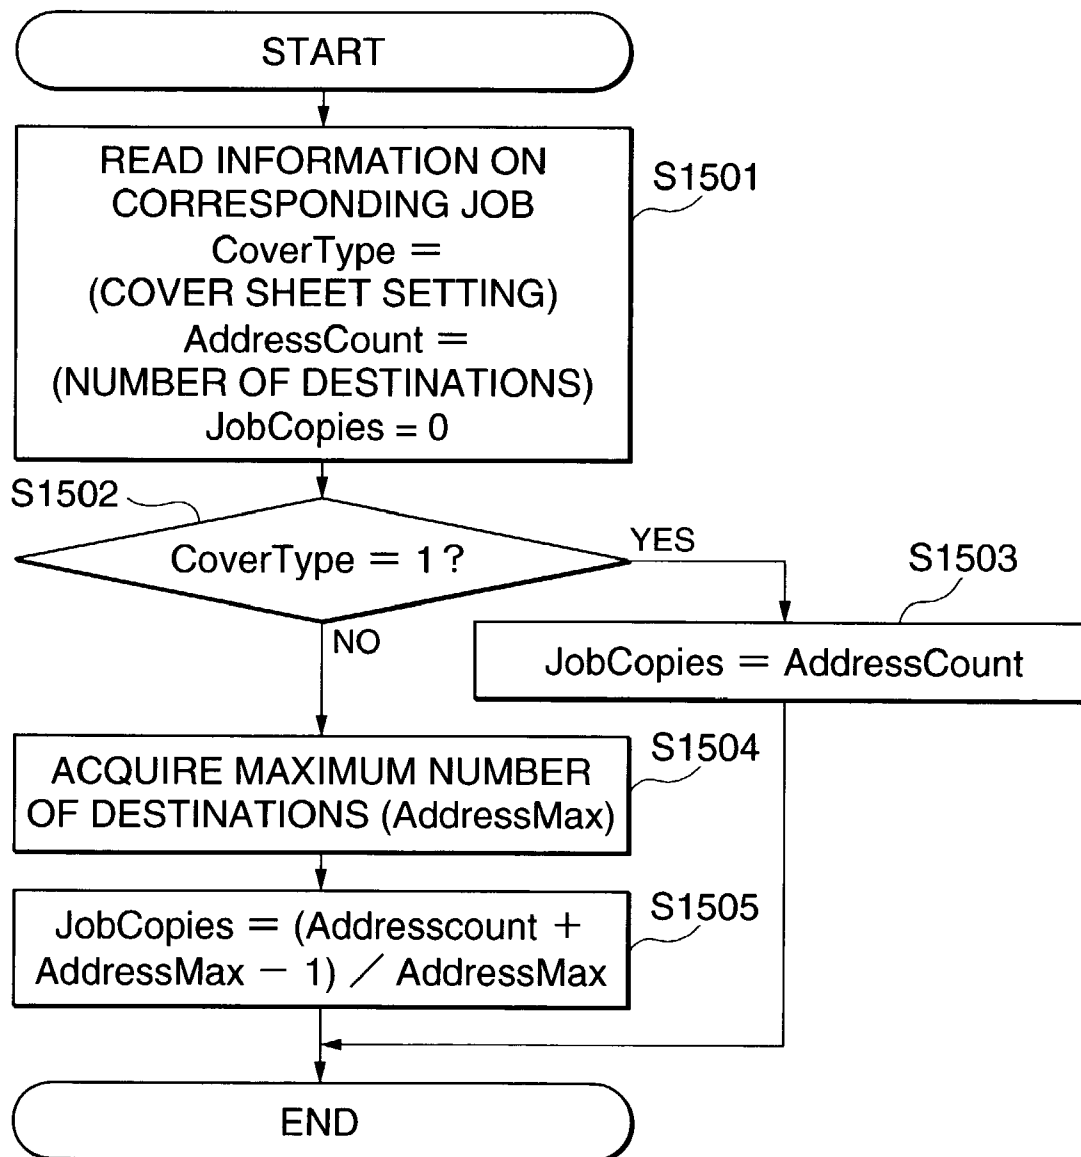 START
READ INFORMATION ON
CORRESPONDING JOB
CoverType =
(COVER SHEET SETTING)
AddressCount =
(NUMBER OF DESTINATIONS)
JobCopies = 0
S1501
S1502
CoverType = 1?
YES
NO
S1503
JobCopies = AddressCount
S1504
ACQUIRE MAXIMUM NUMBER
OF DESTINATIONS (AddressMax)
S1505
JobCopies = (Addresscount +
AddressMax − 1) / AddressMax
END